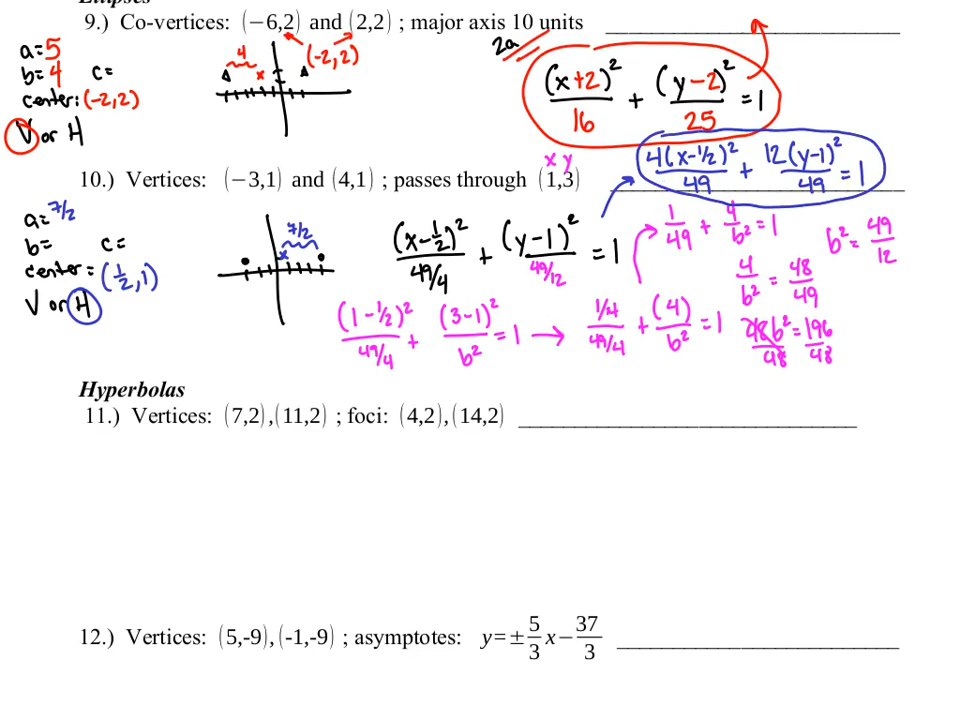 Ellipses
9.) Co-vertices: (−6,2) and (2,2) ; major axis 10 units
2a
a=5
b=4 c=
center:(-2,2)
V or H
4
(-2,2)
x
(x+2)²/16 + (y-2)²/25 =1
10.) Vertices: (−3,1) and (4,1) ; passes through (1,3)
x y
4(x-½)²/49 + 12(y-1)²/49 =1
a=7/2
b= c=
center=(½,1)
V or H
7/2
x
(x-½)²/49/4 + (y-1)²/49/12 =1
(1-½)²/49/4 + (3-1)²/b² =1 → 1/4/49/4 + (4)/b² =1
1/49 + 4/b² =1
4/b² = 48/49
48b²/48 = 196/48
b²= 49/12
Hyperbolas
11.) Vertices: (7,2),(11,2) ; foci: (4,2),(14,2)
12.) Vertices: (5,-9),(-1,-9) ; asymptotes: y=±5/3 x−37/3